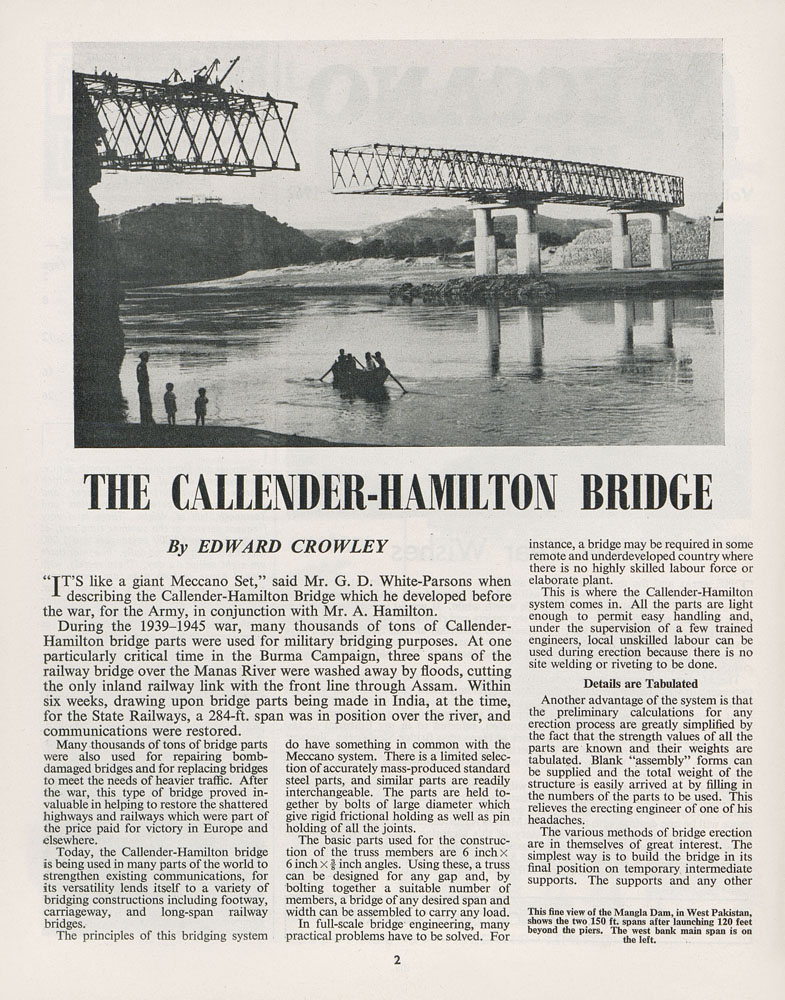 THE CALLENDER-HAMILTON BRIDGE
By EDWARD CROWLEY
“IT’S like a giant Meccano Set,” said Mr. G. D. White-Parsons when
describing the Callender-Hamilton Bridge which he developed before
the war, for the Army, in conjunction with Mr. A. Hamilton.
During the 1939–1945 war, many thousands of tons of Callender-
Hamilton bridge parts were used for military bridging purposes. At one
particularly critical time in the Burma Campaign, three spans of the
railway bridge over the Manas River were washed away by floods, cutting
the only inland railway link with the front line through Assam. Within
six weeks, drawing upon bridge parts being made in India, at the time,
for the State Railways, a 284-ft. span was in position over the river, and
communications were restored.
Many thousands of tons of bridge parts
were also used for repairing bomb-
damaged bridges and for replacing bridges
to meet the needs of heavier traffic. After
the war, this type of bridge proved in-
valuable in helping to restore the shattered
highways and railways which were part of
the price paid for victory in Europe and
elsewhere.
Today, the Callender-Hamilton bridge
is being used in many parts of the world to
strengthen existing communications, for
its versatility lends itself to a variety of
bridging constructions including footway,
carriageway, and long-span railway
bridges.
The principles of this bridging system
do have something in common with the
Meccano system. There is a limited selec-
tion of accurately mass-produced standard
steel parts, and similar parts are readily
interchangeable. The parts are held to-
gether by bolts of large diameter which
give rigid frictional holding as well as pin
holding of all the joints.
The basic parts used for the construc-
tion of the truss members are 6 inch ×
6 inch × ⅜ inch angles. Using these, a truss
can be designed for any gap and, by
bolting together a suitable number of
members, a bridge of any desired span and
width can be assembled to carry any load.
In full-scale bridge engineering, many
practical problems have to be solved. For
instance, a bridge may be required in some
remote and underdeveloped country where
there is no highly skilled labour force or
elaborate plant.
This is where the Callender-Hamilton
system comes in. All the parts are light
enough to permit easy handling and,
under the supervision of a few trained
engineers, local unskilled labour can be
used during erection because there is no
site welding or riveting to be done.
Details are Tabulated
Another advantage of the system is that
the preliminary calculations for any
erection process are greatly simplified by
the fact that the strength values of all the
parts are known and their weights are
tabulated. Blank “assembly” forms can
be supplied and the total weight of the
structure is easily arrived at by filling in
the numbers of the parts to be used. This
relieves the erecting engineer of one of his
headaches.
The various methods of bridge erection
are in themselves of great interest. The
simplest way is to build the bridge in its
final position on temporary intermediate
supports. The supports and any other
This fine view of the Mangla Dam, in West Pakistan,
shows the two 150 ft. spans after launching 120 feet
beyond the piers. The west bank main span is on
the left.
2